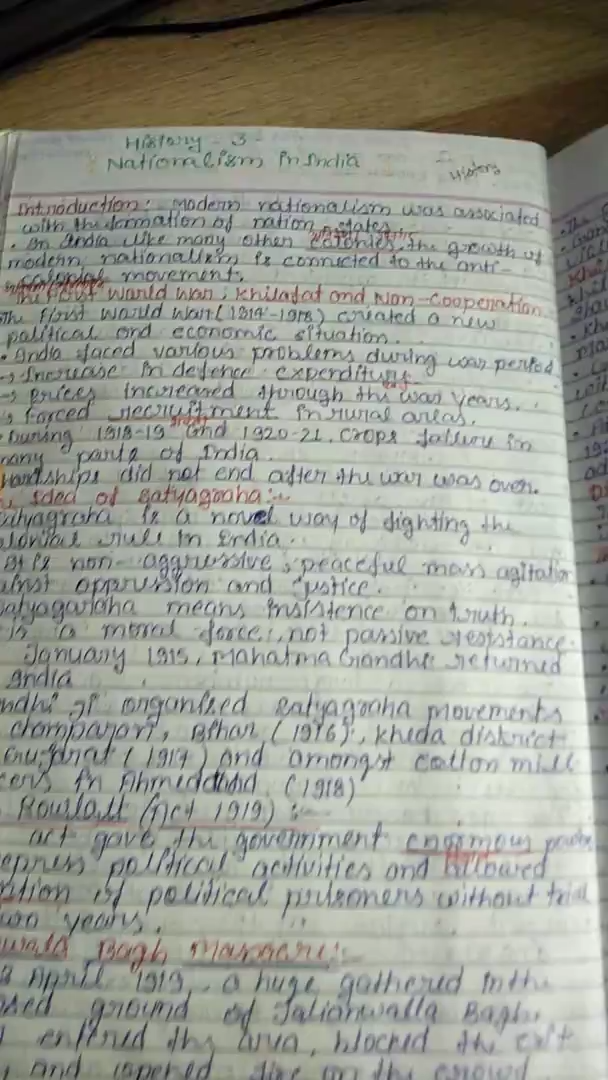 History - 3
Nationalism in India
History
Introduction: Modern nationalism was associated
with the formation of nation states
• In India like many other colonies, the growth of
modern nationalism is connected to the anti-
colonial movement.
The First World War, Khilafat and Non-Cooperation
The First World War (1914-1918) created a new
political and economic situation.
• India faced various problems during war period
→ Increase in defence expenditure
→ Prices increased through the war years.
→ Forced recruitment in rural areas.
During 1918-19 and 1920-21, crops failure in
many parts of India.
Hardships did not end after the war was over.
Idea of Satyagraha:-
Satyagraha is a novel way of fighting the
colonial rule in India.
It is non-aggressive, peaceful mass agitation
against oppression and justice.
Satyagraha means insistence on truth.
is a moral force, not passive resistance.
January 1915, Mahatma Gandhi returned
India
Gandhi ji organised satyagraha movements
Champaran, Bihar (1916), Kheda district
Gujarat (1917) and amongst cotton mill
in Ahmedabad (1918)
Rowlatt (Act 1919) :-
act gave the government enormous power
repress political activities and allowed
of political prisoners without trial
two years.
Bagh Massacre:-
April 1919, a huge gathered in the
ground of Jalianwalla Bagh.
entered the area, blocked the exit
and opened fire on the crowd